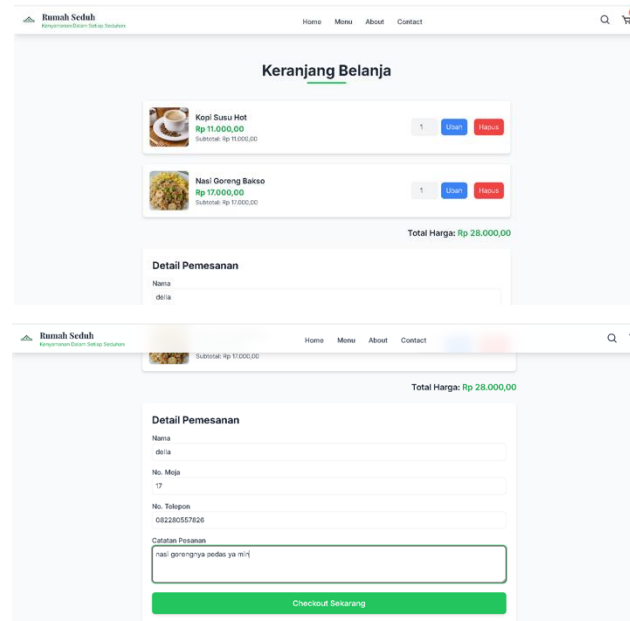 Rumah Seduh
Kenyamanan Dalam Setiap Seduhan
Home Menu About Contact
Keranjang Belanja
Kopi Susu Hot
Rp 11.000,00
Subtotal: Rp 11.000,00
1 Ubah Hapus
Nasi Goreng Bakso
Rp 17.000,00
Subtotal: Rp 17.000,00
1 Ubah Hapus
Total Harga: Rp 28.000,00
Detail Pemesanan
Nama
delia
Rumah Seduh
Kenyamanan Dalam Setiap Seduhan
Home Menu About Contact
Subtotal: Rp 17.000,00
Total Harga: Rp 28.000,00
Detail Pemesanan
Nama
delia
No. Meja
17
No. Telepon
082280557826
Catatan Pesanan
nasi gorengnya pedas ya min
Checkout Sekarang